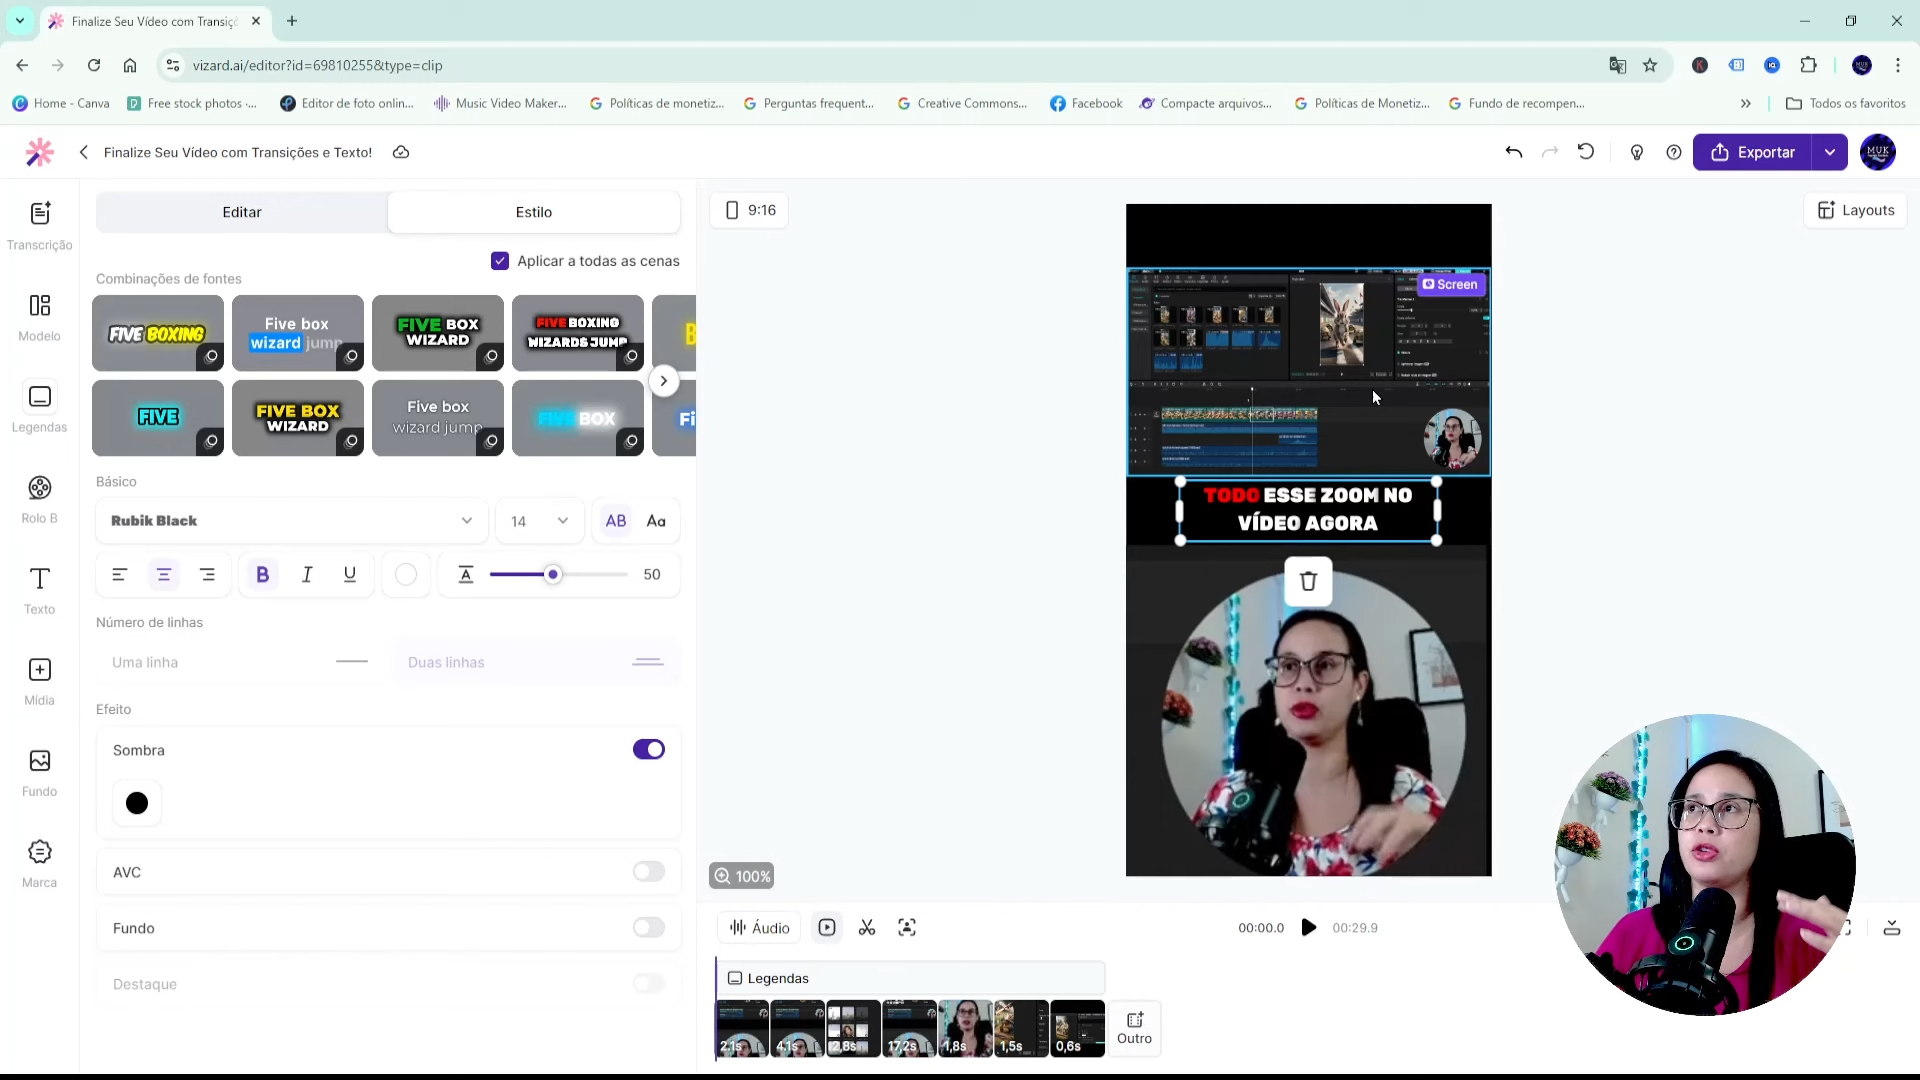 Finalize Seu Vídeo com Transiçõ
vizard.ai/editor?id=69810255&type=clip
Home - Canva
Free stock photos -...
Editor de foto onlin...
Music Video Maker...
Políticas de monetiz...
Perguntas frequent...
Creative Commons...
Facebook
Compacte arquivos...
Políticas de Monetiz...
Fundo de recompen...
Todos os favoritos
Finalize Seu Vídeo com Transições e Texto!
Exportar
MUK
Transcrição
Modelo
Legendas
Rolo B
Texto
Mídia
Fundo
Marca
Editar
Estilo
Aplicar a todas as cenas
Combinações de fontes
FIVE BOXING
Five box
wizard jump
FIVE BOX
WIZARD
FIVE BOXING
WIZARDS JUMP
FIVE
FIVE BOX
WIZARD
Five box
wizard jump
FIVE BOX
Básico
Rubik Black
14
AB
Aa
B
I
U
A
50
Número de linhas
Uma linha
Duas linhas
Efeito
Sombra
AVC
Fundo
Destaque
9:16
Layouts
Screen
TODO ESSE ZOOM NO
VÍDEO AGORA
100%
Áudio
00:00.0
00:29.9
Legendas
2.1s
4.1s
2,8s
17,2s
1,8s
1,5s
0,6s
Outro